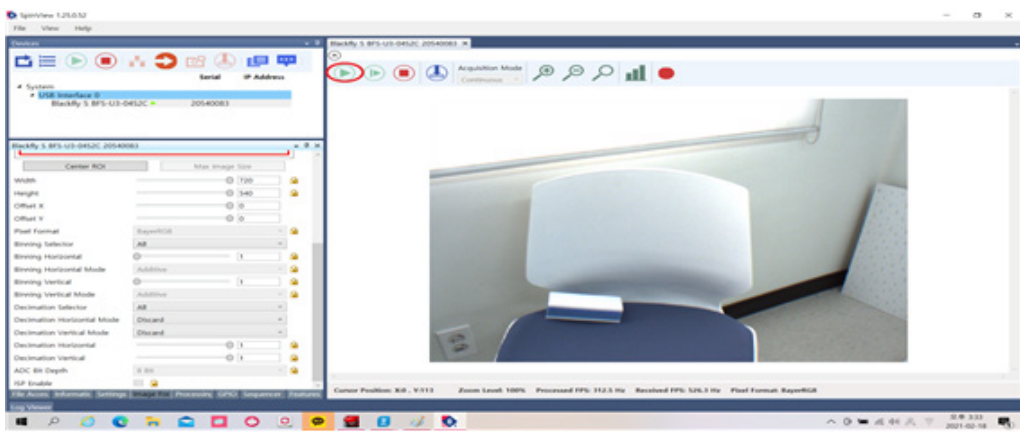 SpinView 1.25.0.52
File View Help
Devices
Serial IP Address
System
USB Interface 0
Blackfly S BFS-U3-04S2C 20540083
Blackfly S BFS-U3-04S2C 20540083
Center ROI Max Image Size
Width 720
Height 540
Offset X 0
Offset Y 0
Pixel Format BayerRG8
Binning Selector All
Binning Horizontal 1
Binning Horizontal Mode Additive
Binning Vertical 1
Binning Vertical Mode Additive
Decimation Selector All
Decimation Horizontal Mode Discard
Decimation Vertical Mode Discard
Decimation Horizontal 1
Decimation Vertical 1
ADC Bit Depth 8 Bit
ISP Enable
File Access Informatic Settings Image For Processing GPIO Sequencer Features
Log Viewer
Blackfly S BFS-U3-04S2C 20540083
Acquisition Mode
Continuous
Cursor Position: X:0 , Y:113 Zoom Level: 100% Processed FPS: 312.5 Hz Received FPS: 526.3 Hz Pixel Format: BayerRG8
오후 3:33
2021-02-18